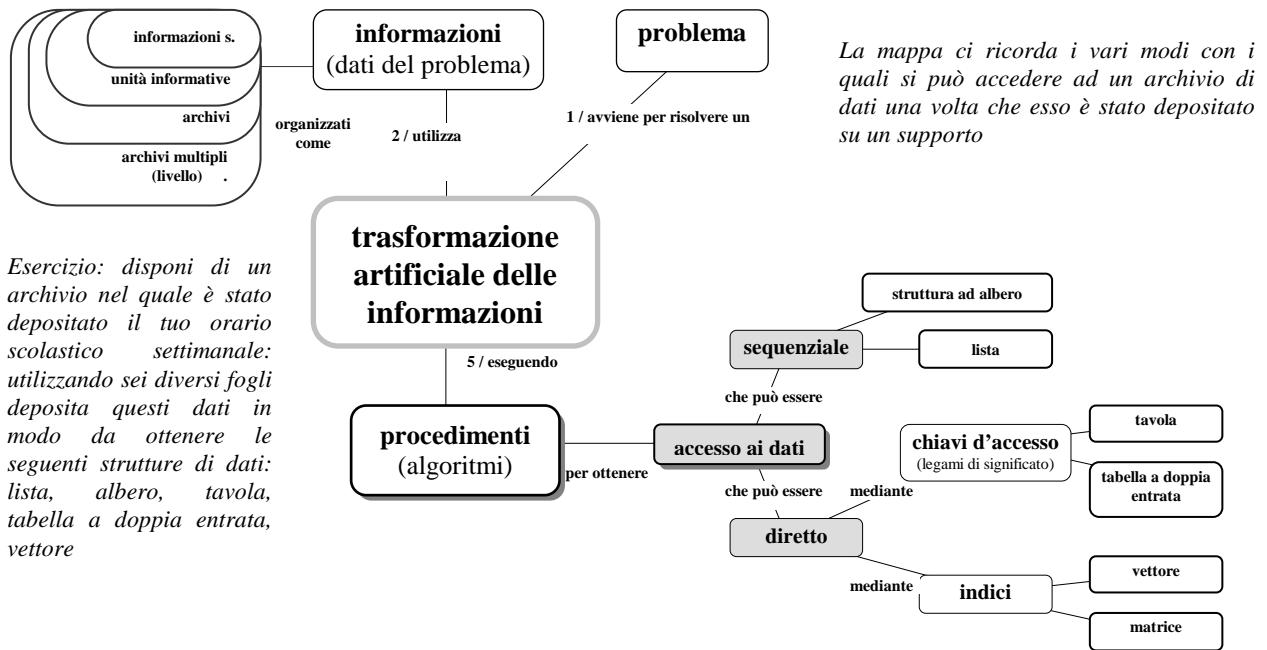 informazioni s.
unità informative
archivi
archivi multipli
(livello) .
organizzati
come
informazioni
(dati del problema)
2 / utilizza
problema
1 / avviene per risolvere un
La mappa ci ricorda i vari modi con i
quali si può accedere ad un archivio di
dati una volta che esso è stato depositato
su un supporto
trasformazione
artificiale delle
informazioni
Esercizio: disponi di un
archivio nel quale è stato
depositato il tuo orario
scolastico settimanale:
utilizzando sei diversi fogli
deposita questi dati in
modo da ottenere le
seguenti strutture di dati:
lista, albero, tavola,
tabella a doppia entrata,
vettore
5 / eseguendo
procedimenti
(algoritmi)
per ottenere
accesso ai dati
che può essere
sequenziale
struttura ad albero
lista
che può essere
diretto
mediante
chiavi d'accesso
(legami di significato)
tavola
tabella a doppia
entrata
mediante
indici
vettore
matrice